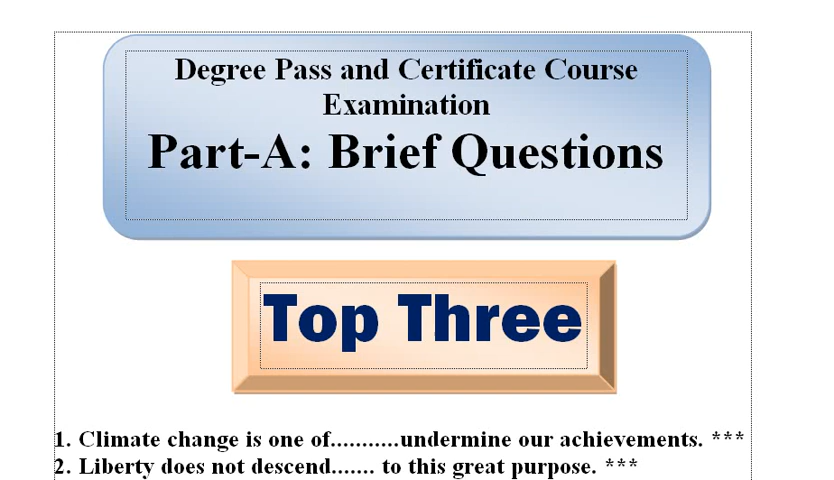 Degree Pass and Certificate Course
Examination
Part-A: Brief Questions
Top Three
1. Climate change is one of...........undermine our achievements. ***
2. Liberty does not descend....... to this great purpose. ***